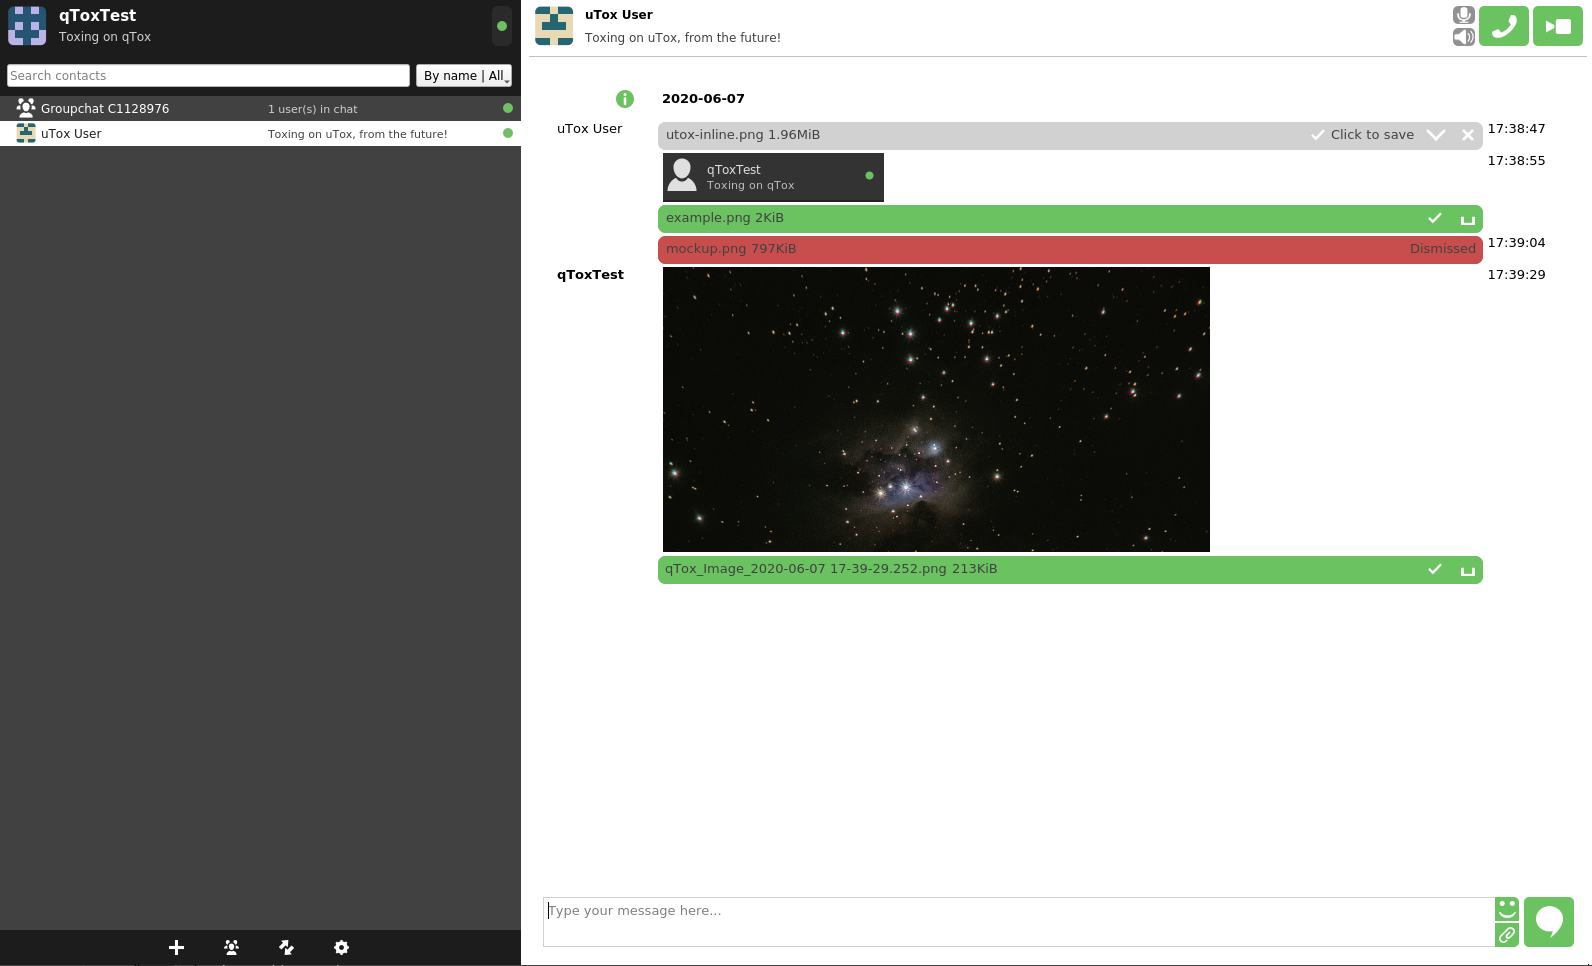 qToxTest
Toxing on qTox
Search contacts
By name | All
Groupchat C1128976 1 user(s) in chat
uTox User Toxing on uTox, from the future!
uTox User
Toxing on uTox, from the future!
2020-06-07
uTox User utox-inline.png 1.96MiB Click to save 17:38:47
qToxTest 17:38:55
Toxing on qTox
example.png 2KiB
mockup.png 797KiB Dismissed 17:39:04
qToxTest 17:39:29
qTox_Image_2020-06-07 17-39-29.252.png 213KiB
Type your message here...